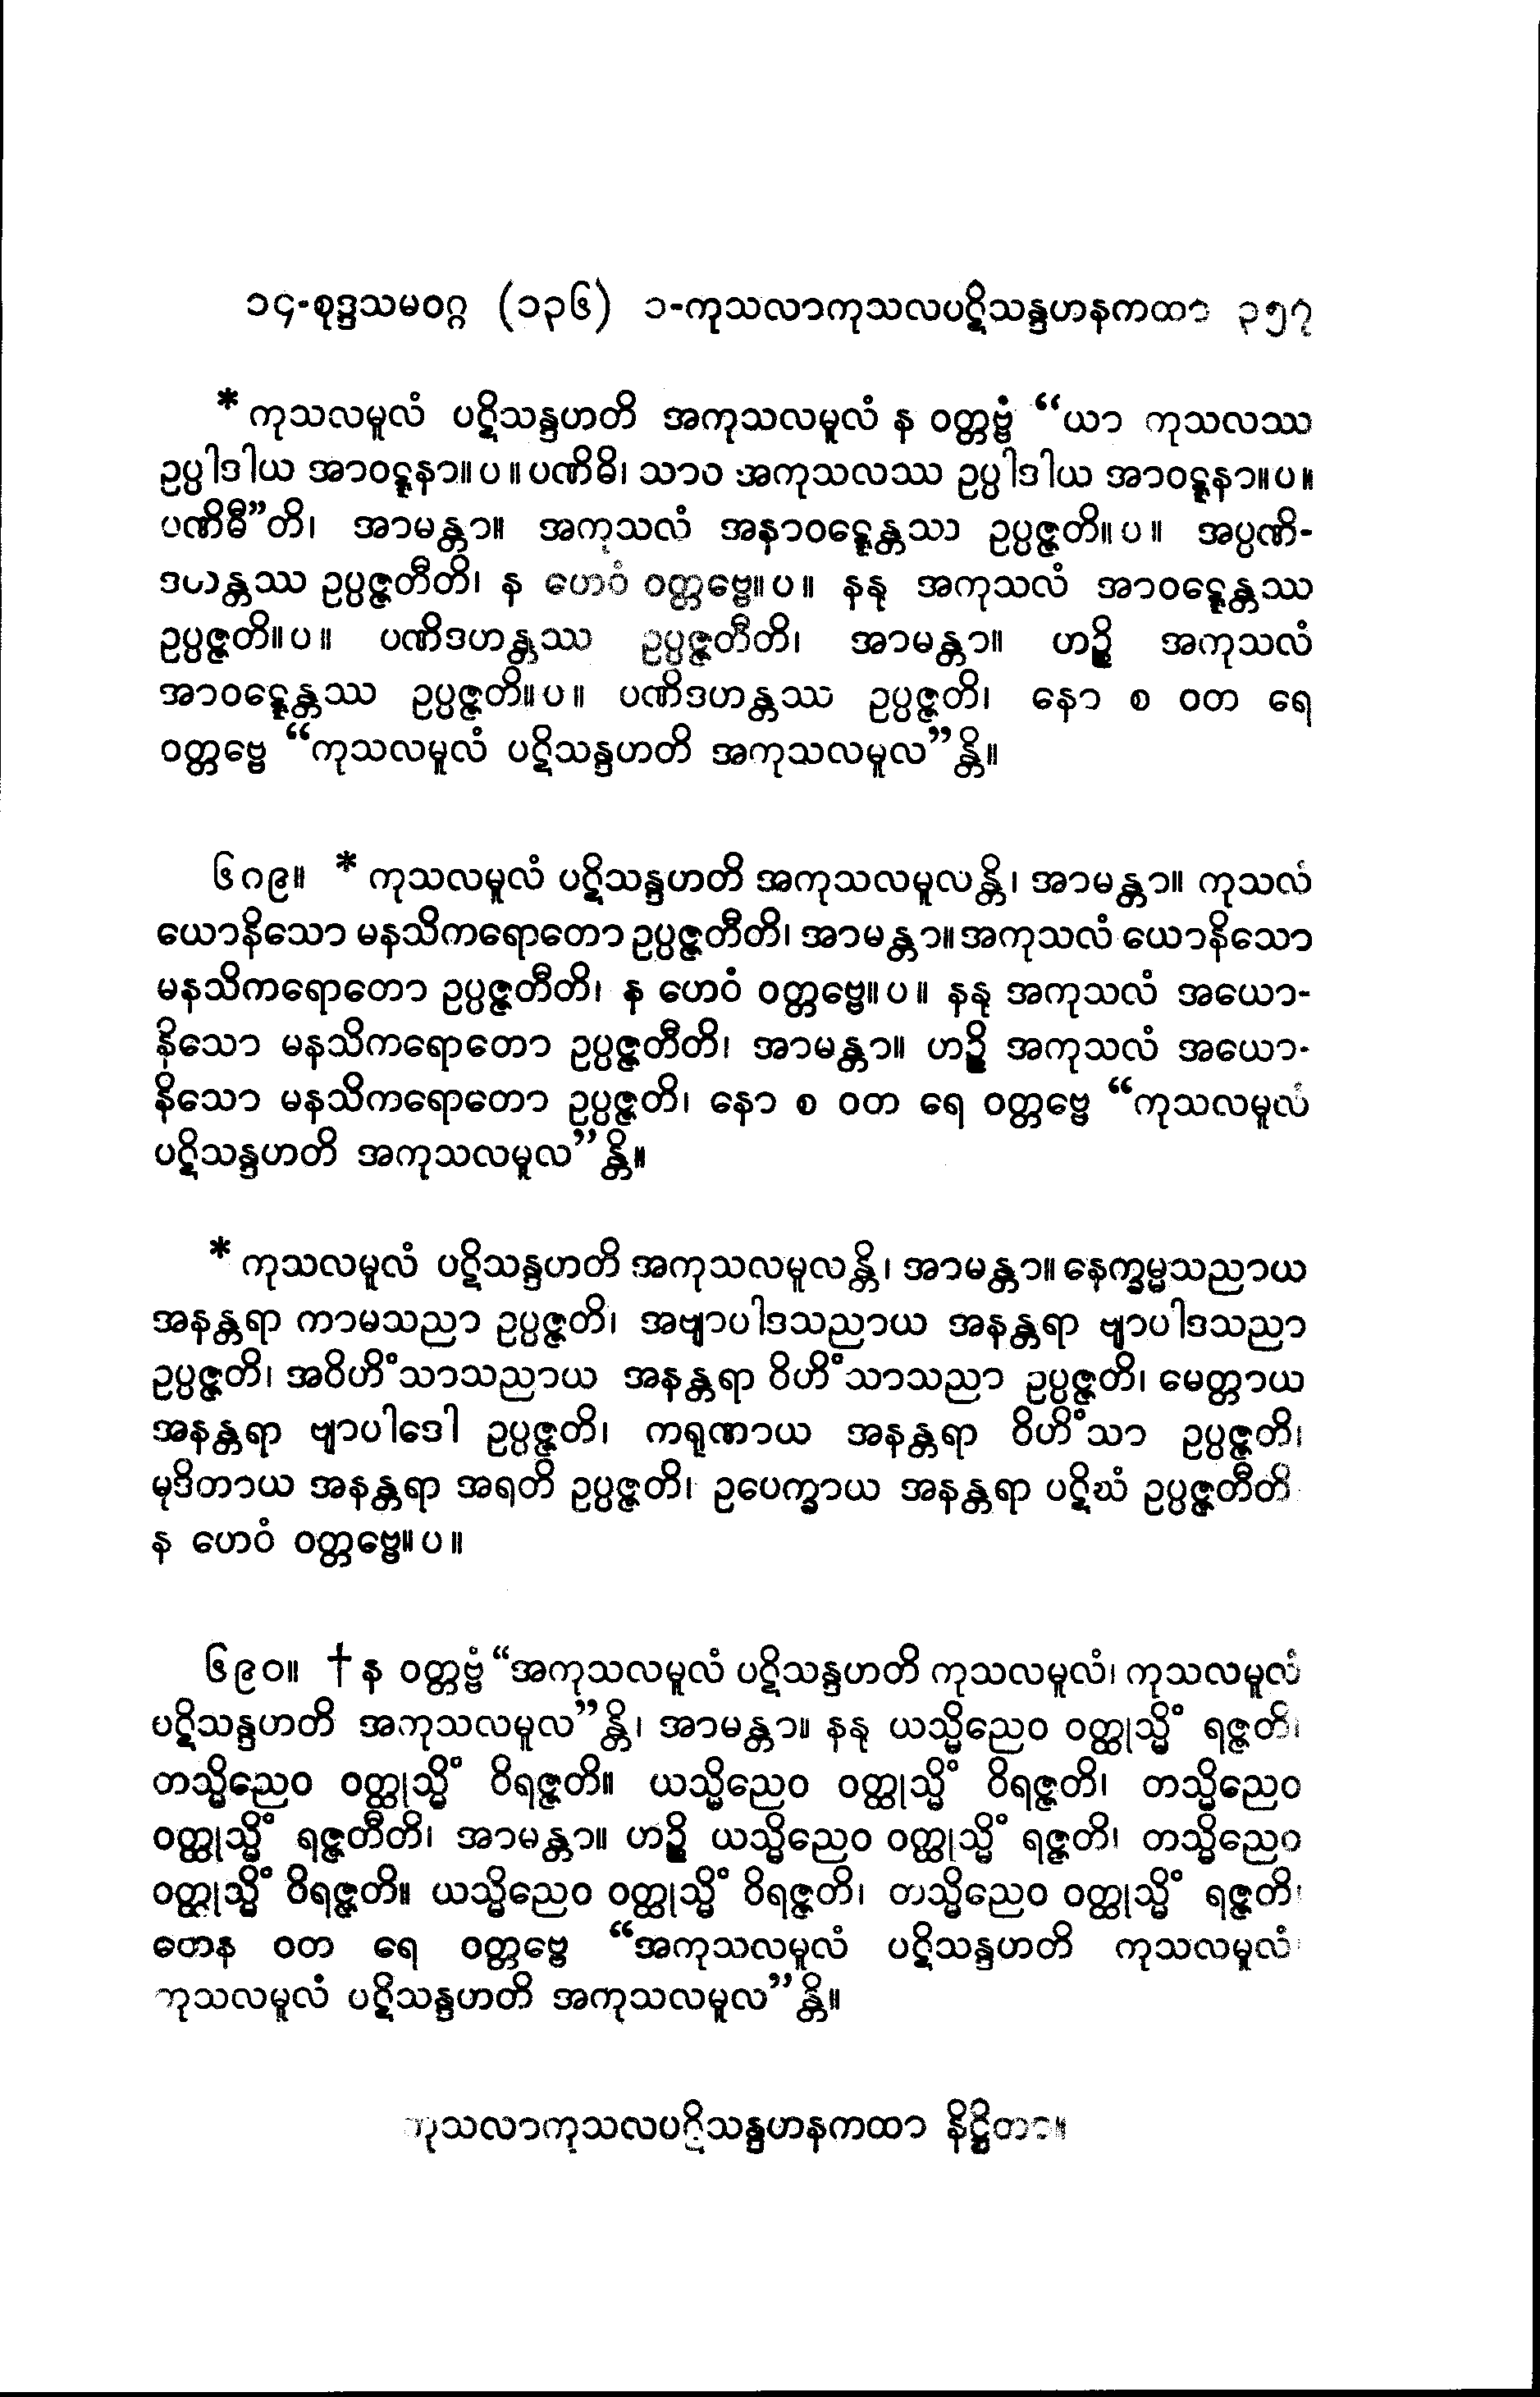 ၁၄-စုဒ္ဒသမဝဂ္ဂ (၁၃၆) ၁-ကုသလာကုသလပဋိသန္ဒဟနကထာ ၃၅၇
* ကုသလမူလံ ပဋိသန္ဒဟတိ အကုသလမူလံ န ဝတ္တဗ္ဗံ “ယာ ကုသလဿ
ဥပ္ပါဒါယ အာဝဋ္ဋနာ။ပ။ပဏိဓိ၊ သာဝ အကုသလဿ ဥပ္ပါဒါယ အာဝဋ္ဋနာ။ပ။
ပဏိဓီ”တိ၊ အာမန္တာ။ အကုသလံ အနာဝဋ္ဋေန္တဿ ဥပ္ပဇ္ဇတိ။ပ။ အပ္ပဏိ-
ဒဟန္တဿ ဥပ္ပဇ္ဇတီတိ၊ န ဟေဝံ ဝတ္တဗ္ဗေ။ပ။ နနု အကုသလံ အာဝဋ္ဋေန္တဿ
ဥပ္ပဇ္ဇတိ။ပ။ ပဏိဒဟန္တဿ ဥပ္ပဇ္ဇတီတိ၊ အာမန္တာ။ ဟဉ္စိ အကုသလံ
အာဝဋ္ဋေန္တဿ ဥပ္ပဇ္ဇတိ။ပ။ ပဏိဒဟန္တဿ ဥပ္ပဇ္ဇတိ၊ နော စ ဝတ ရေ
ဝတ္တဗ္ဗေ “ကုသလမူလံ ပဋိသန္ဒဟတိ အကုသလမူလ”န္တိ။
၆၈၉။ * ကုသလမူလံ ပဋိသန္ဒဟတိ အကုသလမူလန္တိ၊ အာမန္တာ။ ကုသလံ
ယောနိသော မနသိကရောတော ဥပ္ပဇ္ဇတီတိ၊ အာမန္တာ။ အကုသလံ ယောနိသော
မနသိကရောတော ဥပ္ပဇ္ဇတီတိ၊ န ဟေဝံ ဝတ္တဗ္ဗေ။ပ။ နနု အကုသလံ အယော-
နိသော မနသိကရောတော ဥပ္ပဇ္ဇတီတိ၊ အာမန္တာ။ ဟဉ္စိ အကုသလံ အယော-
နိသော မနသိကရောတော ဥပ္ပဇ္ဇတိ၊ နော စ ဝတ ရေ ဝတ္တဗ္ဗေ “ကုသလမူလံ
ပဋိသန္ဒဟတိ အကုသလမူလ”န္တိ။
* ကုသလမူလံ ပဋိသန္ဒဟတိ အကုသလမူလန္တိ၊ အာမန္တာ။ နေက္ခမ္မသညာယ
အနန္တရာ ကာမသညာ ဥပ္ပဇ္ဇတိ၊ အဗျာပါဒသညာယ အနန္တရာ ဗျာပါဒသညာ
ဥပ္ပဇ္ဇတိ၊ အဝိဟိံသာသညာယ အနန္တရာ ဝိဟိံသာသညာ ဥပ္ပဇ္ဇတိ၊ မေတ္တာယ
အနန္တရာ ဗျာပါဒေါ ဥပ္ပဇ္ဇတိ၊ ကရုဏာယ အနန္တရာ ဝိဟိံသာ ဥပ္ပဇ္ဇတိ၊
မုဒိတာယ အနန္တရာ အရတိ ဥပ္ပဇ္ဇတိ၊ ဥပေက္ခာယ အနန္တရာ ပဋိဃံ ဥပ္ပဇ္ဇတီတိ
န ဟေဝံ ဝတ္တဗ္ဗေ။ပ။
၆၉၀။ † န ဝတ္တဗ္ဗံ “အကုသလမူလံ ပဋိသန္ဒဟတိ ကုသလမူလံ၊ ကုသလမူလံ
ပဋိသန္ဒဟတိ အကုသလမူလ”န္တိ၊ အာမန္တာ။ နနု ယသ္မိညေဝ ဝတ္ထုသ္မိံ ရဇ္ဇတိ၊
တသ္မိညေဝ ဝတ္ထုသ္မိံ ဝိရဇ္ဇတိ။ ယသ္မိညေဝ ဝတ္ထုသ္မိံ ဝိရဇ္ဇတိ၊ တသ္မိညေဝ
ဝတ္ထုသ္မိံ ရဇ္ဇတီတိ၊ အာမန္တာ။ ဟဉ္စိ ယသ္မိညေဝ ဝတ္ထုသ္မိံ ရဇ္ဇတိ၊ တသ္မိညေဝ
ဝတ္ထုသ္မိံ ဝိရဇ္ဇတိ။ ယသ္မိညေဝ ဝတ္ထုသ္မိံ ဝိရဇ္ဇတိ၊ တသ္မိညေဝ ဝတ္ထုသ္မိံ ရဇ္ဇတိ၊
တေန ဝတ ရေ ဝတ္တဗ္ဗေ “အကုသလမူလံ ပဋိသန္ဒဟတိ ကုသလမူလံ၊
ကုသလမူလံ ပဋိသန္ဒဟတိ အကုသလမူလ”န္တိ။
ကုသလာကုသလပဋိသန္ဒဟနကထာ နိဋ္ဌိတာ။